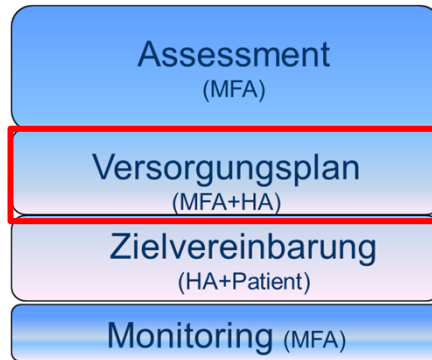 Assessment
(MFA)
Versorgungsplan
(MFA+HA)
Zielvereinbarung
(HA+Patient)
Monitoring (MFA)